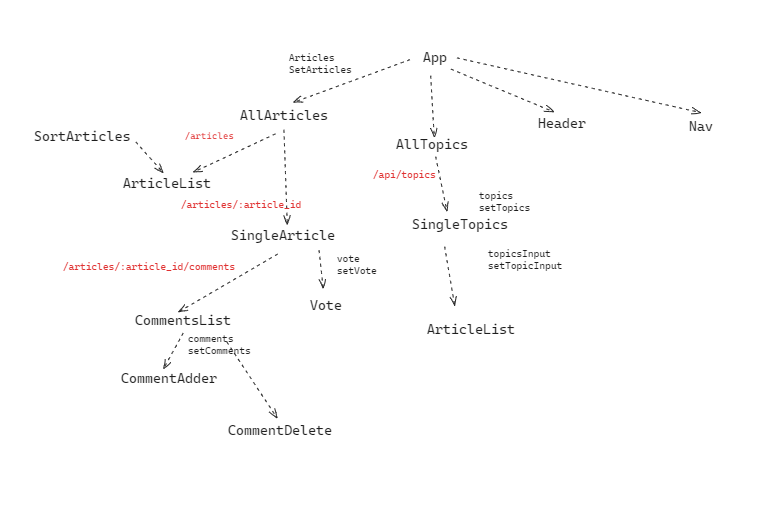 Articles
SetArticles
App
AllArticles
Header
Nav
SortArticles
/articles
AllTopics
ArticleList
/api/topics
/articles/:article_id
topics
setTopics
SingleArticle
SingleTopics
/articles/:article_id/comments
vote
setVote
topicsInput
setTopicInput
Vote
CommentsList
ArticleList
comments
setComments
CommentAdder
CommentDelete